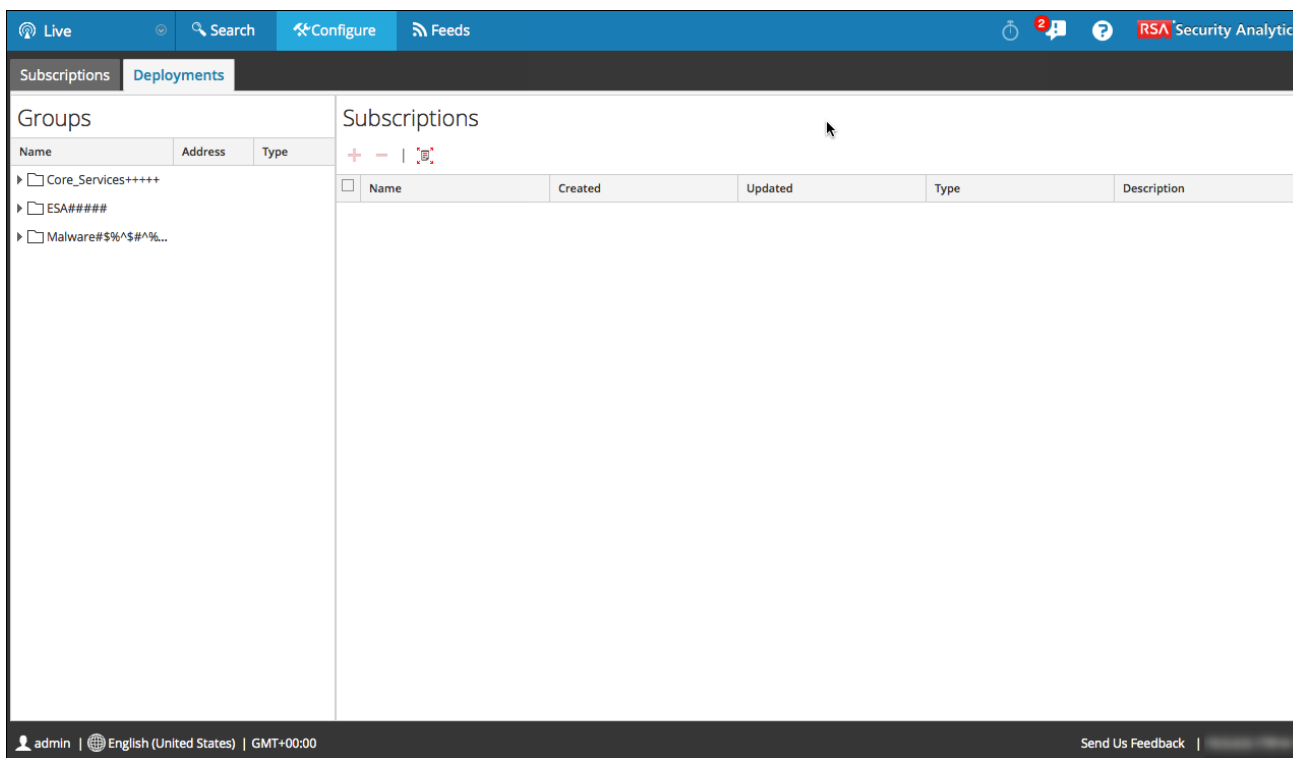 Live Search Configure Feeds 2 ? RSA Security Analytic
Subscriptions Deployments
Groups
Name Address Type
Core_Services+++++
ESA#####
Malware#$%^$#^%...
Subscriptions
Name Created Updated Type Description
admin | English (United States) | GMT+00:00 Send Us Feedback |